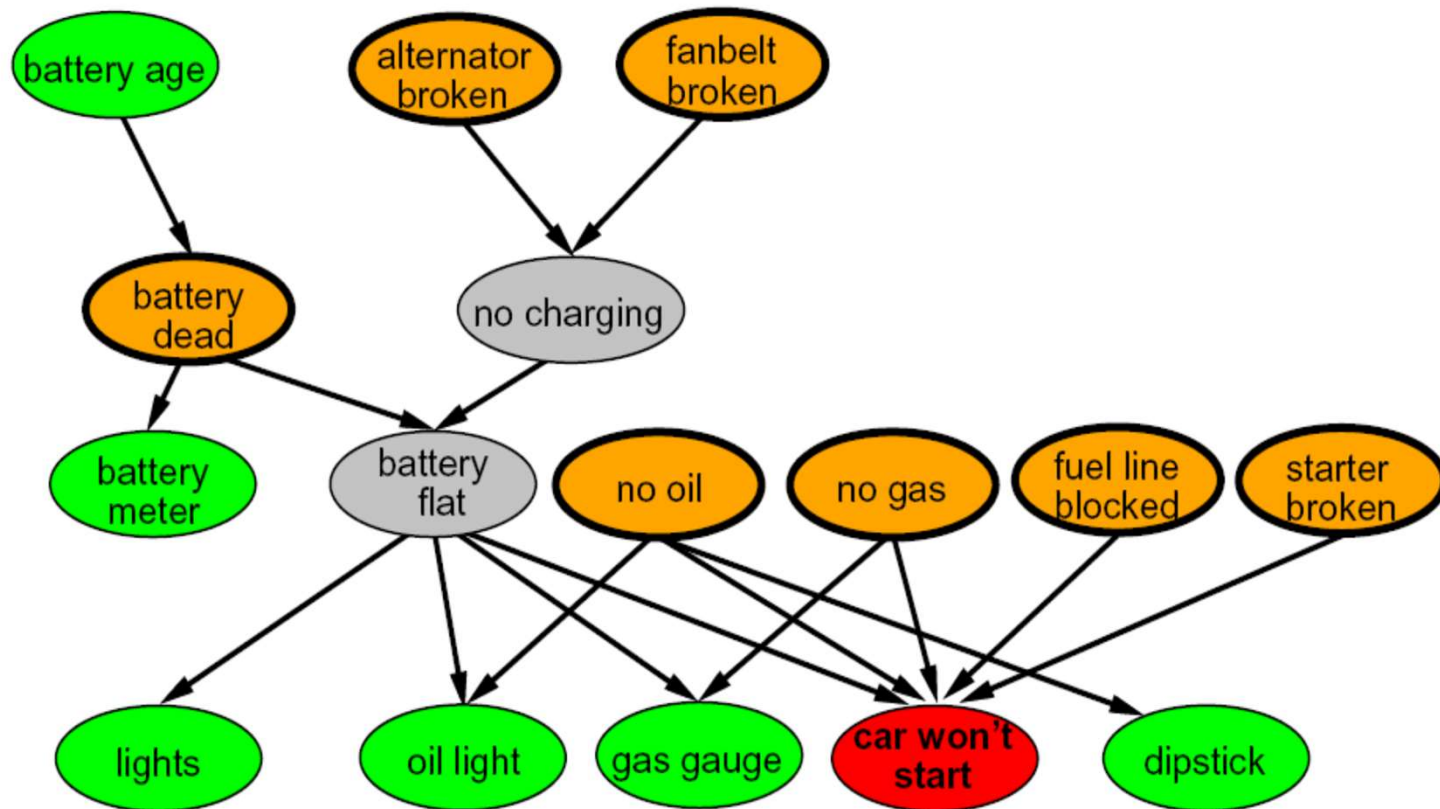 battery age
alternator
broken
fanbelt
broken
battery
dead
no charging
battery
meter
battery
flat
no oil
no gas
fuel line
blocked
starter
broken
lights
oil light
gas gauge
car won't
start
dipstick